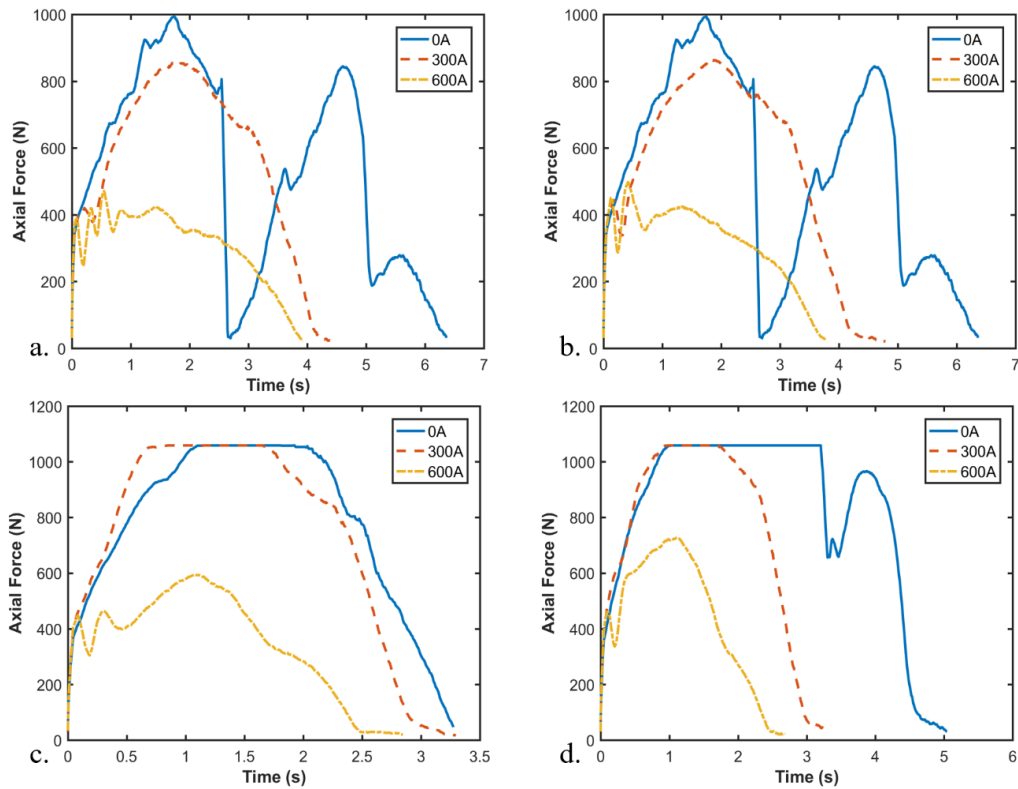 1000
800
600
400
200
0
Axial Force (N)
0A
300A
600A
a.
0 1 2 3 4 5 6 7
Time (s)
1000
800
600
400
200
0
Axial Force (N)
0A
300A
600A
b.
0 1 2 3 4 5 6 7
Time (s)
1200
1000
800
600
400
200
0
Axial Force (N)
0A
300A
600A
c.
0 0.5 1 1.5 2 2.5 3 3.5
Time (s)
1200
1000
800
600
400
200
0
Axial Force (N)
0A
300A
600A
d.
0 1 2 3 4 5 6
Time (s)